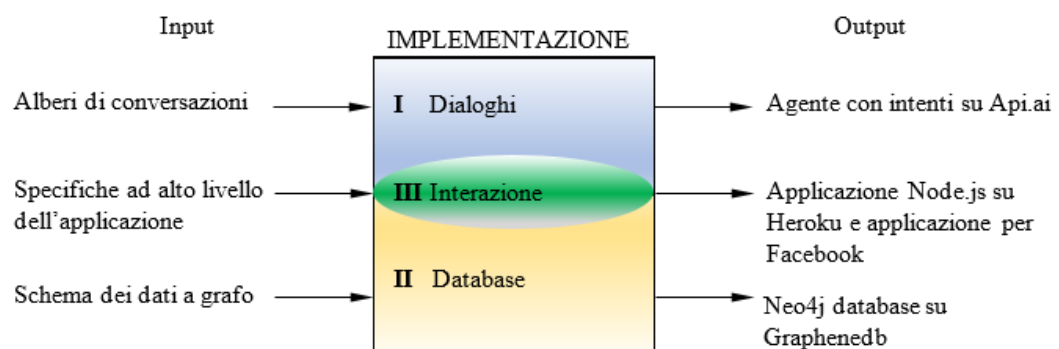 Input
IMPLEMENTAZIONE
Output
Alberi di conversazioni
I Dialoghi
Agente con intenti su Api.ai
Specifiche ad alto livello
dell’applicazione
III Interazione
Applicazione Node.js su
Heroku e applicazione per
Facebook
Schema dei dati a grafo
II Database
Neo4j database su
Graphenedb